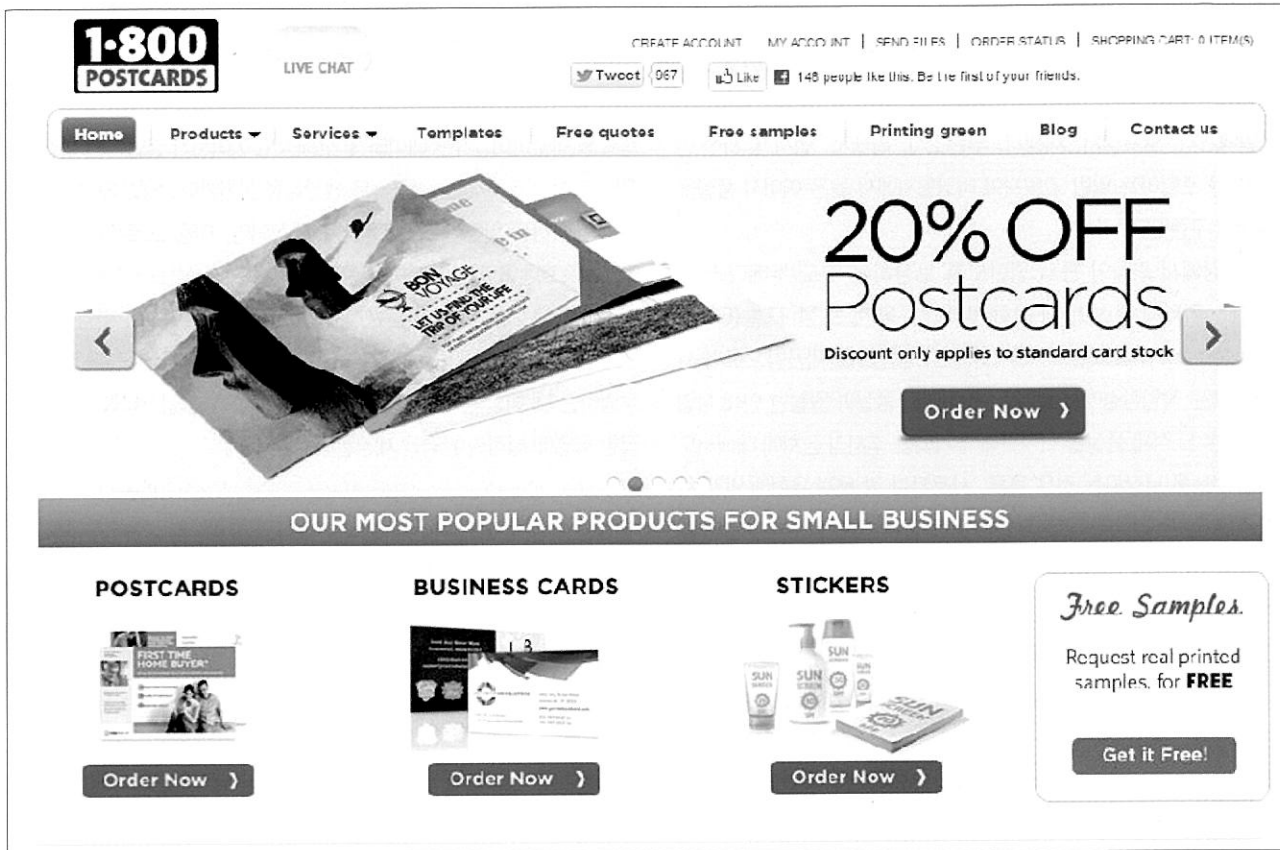 1·800
POSTCARDS
LIVE CHAT
CREATE ACCOUNT MY ACCOUNT | SEND FILES | ORDER STATUS | SHOPPING CART: 0 ITEM(S)
Tweet 967 Like 148 people like this. Be the first of your friends.
Home Products Services Templates Free quotes Free samples Printing green Blog Contact us
BON
VOYAGE
LET US FIND THE
TRIP OF YOUR LIFE
20% OFF
Postcards
Discount only applies to standard card stock
Order Now
OUR MOST POPULAR PRODUCTS FOR SMALL BUSINESS
POSTCARDS
FIRST TIME
HOME BUYER
Order Now
BUSINESS CARDS
Order Now
STICKERS
SUN
SUN
SCREEN
SUN
SUN
SCREEN
Order Now
Free Samples
Request real printed
samples, for FREE
Get it Free!